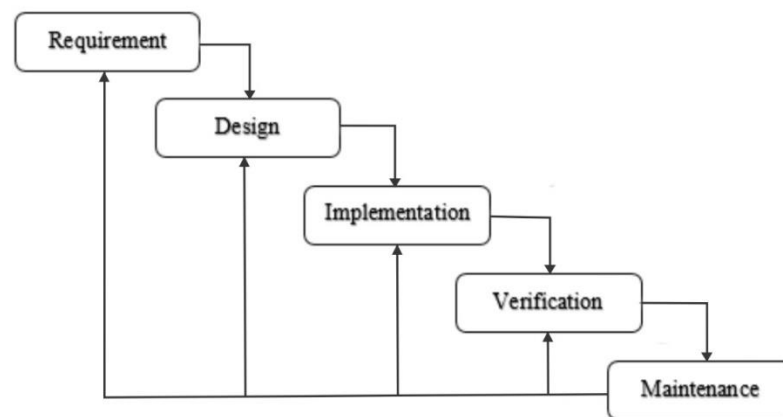 Requirement
Design
Implementation
Verification
Maintenance